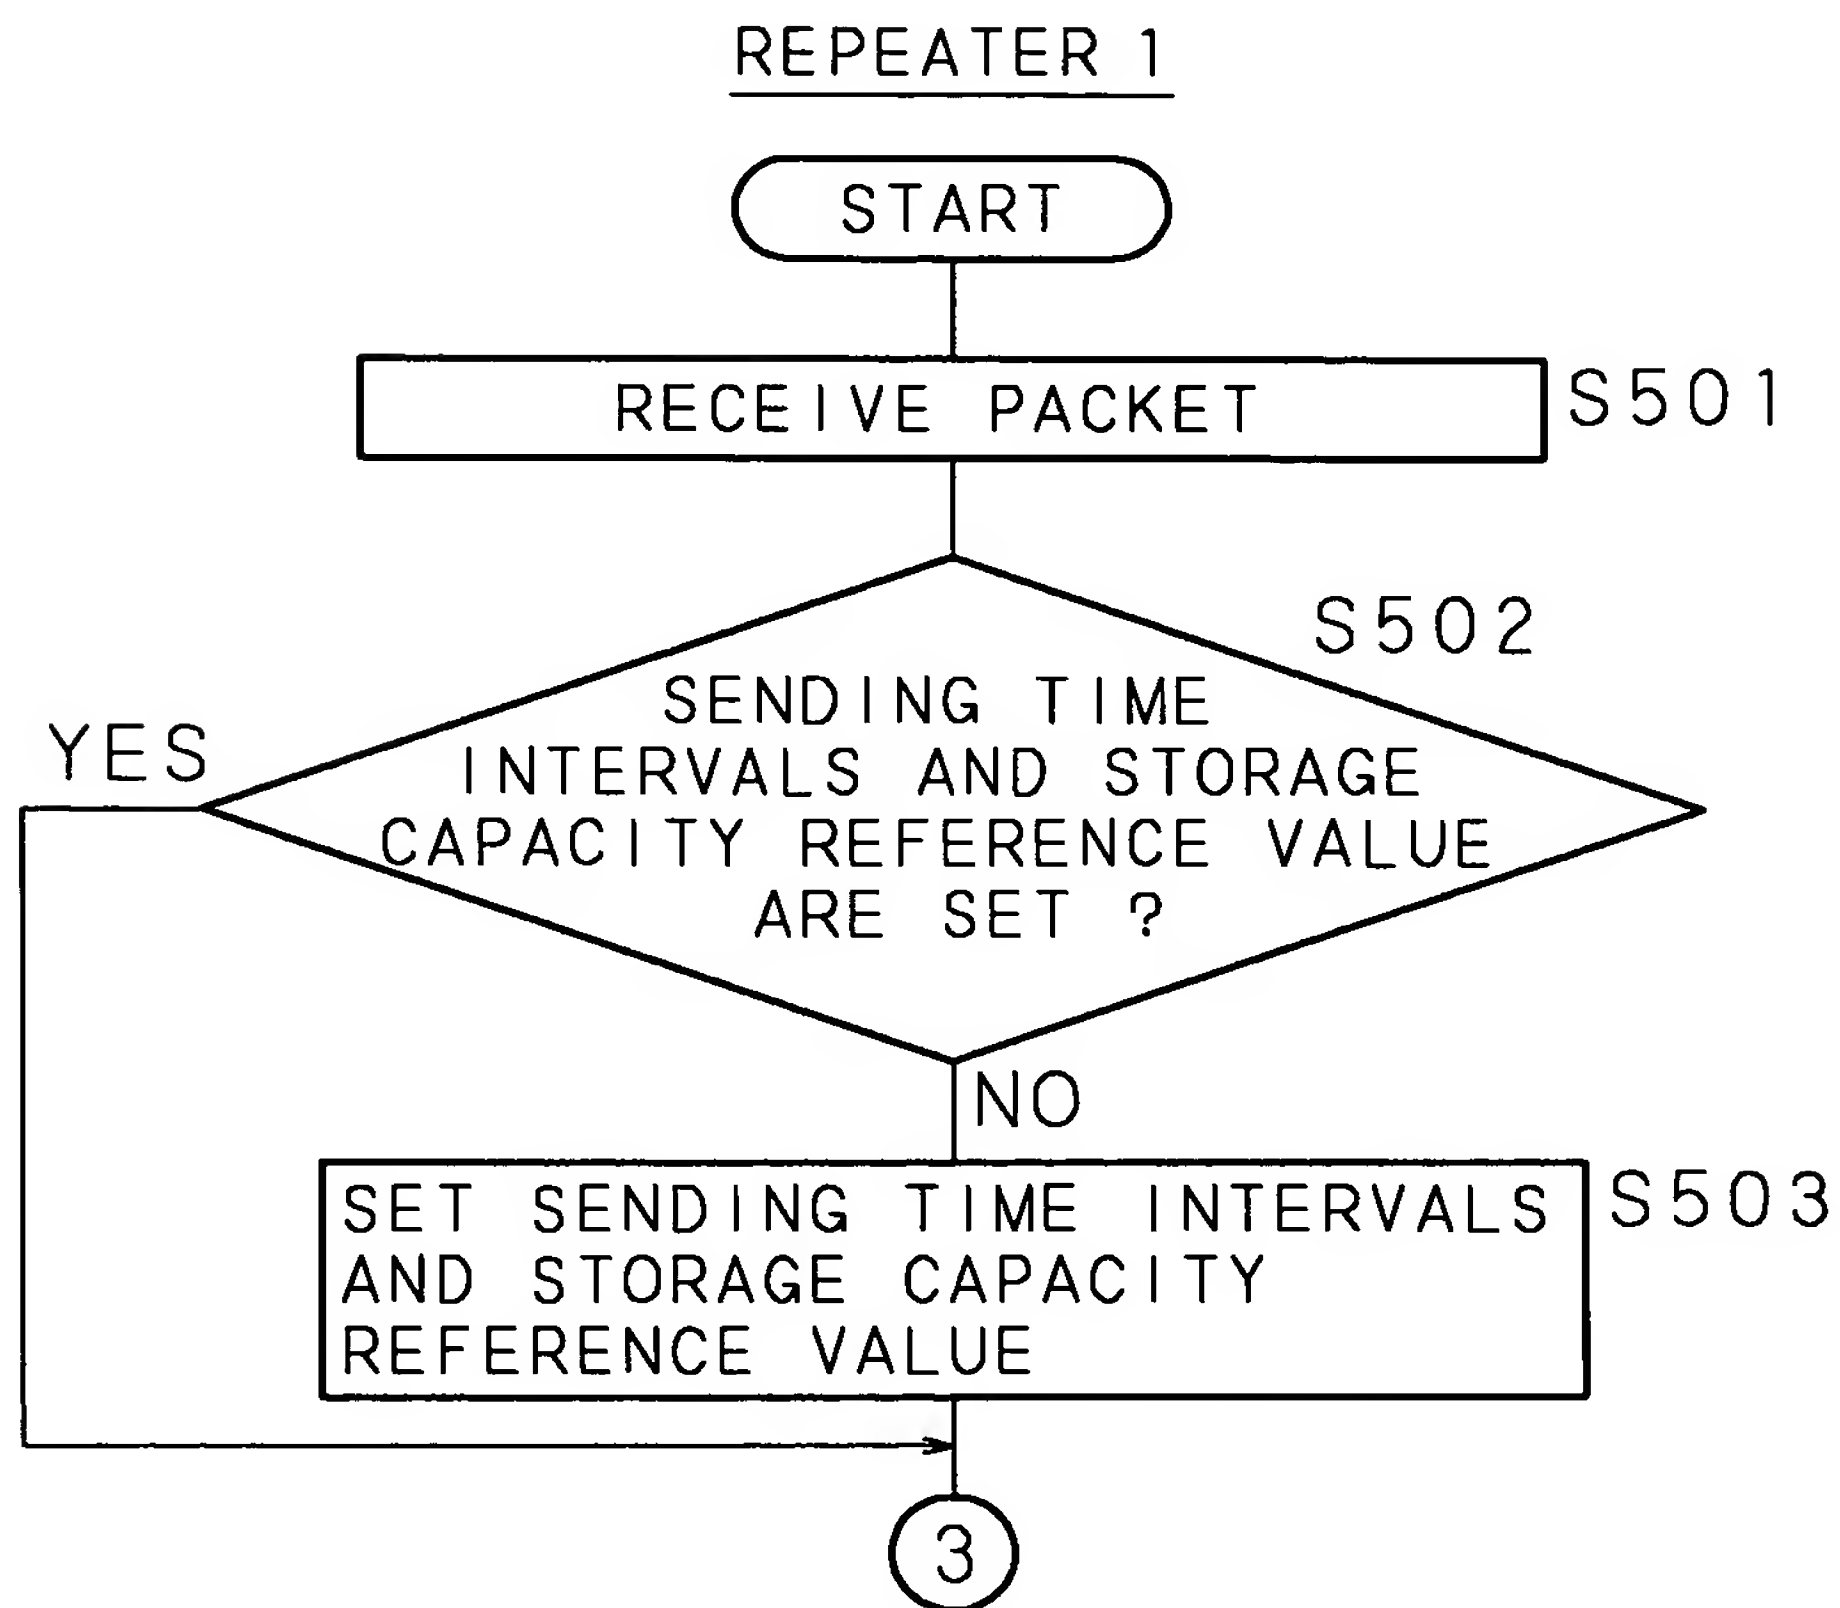 REPEATER 1
START
RECEIVE PACKET
S501
S502
SENDING TIME
INTERVALS AND STORAGE
CAPACITY REFERENCE VALUE
ARE SET ?
YES
NO
SET SENDING TIME INTERVALS
AND STORAGE CAPACITY
REFERENCE VALUE
S503
3